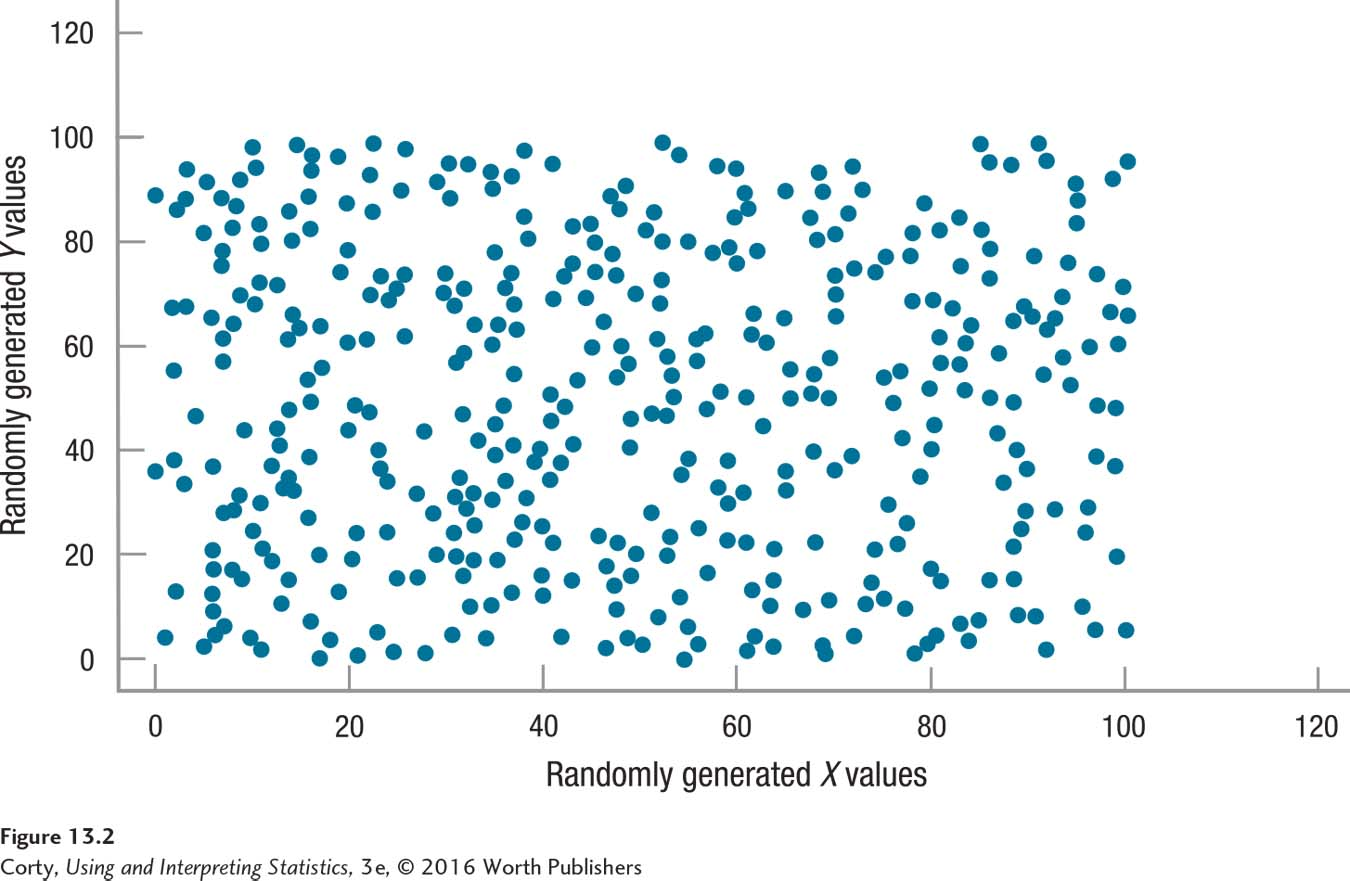 120
100
80
60
40
20
0
Randomly generated Y values
0 20 40 60 80 100 120
Randomly generated X values
Figure 13.2
Corty, Using and Interpreting Statistics, 3e, © 2016 Worth Publishers